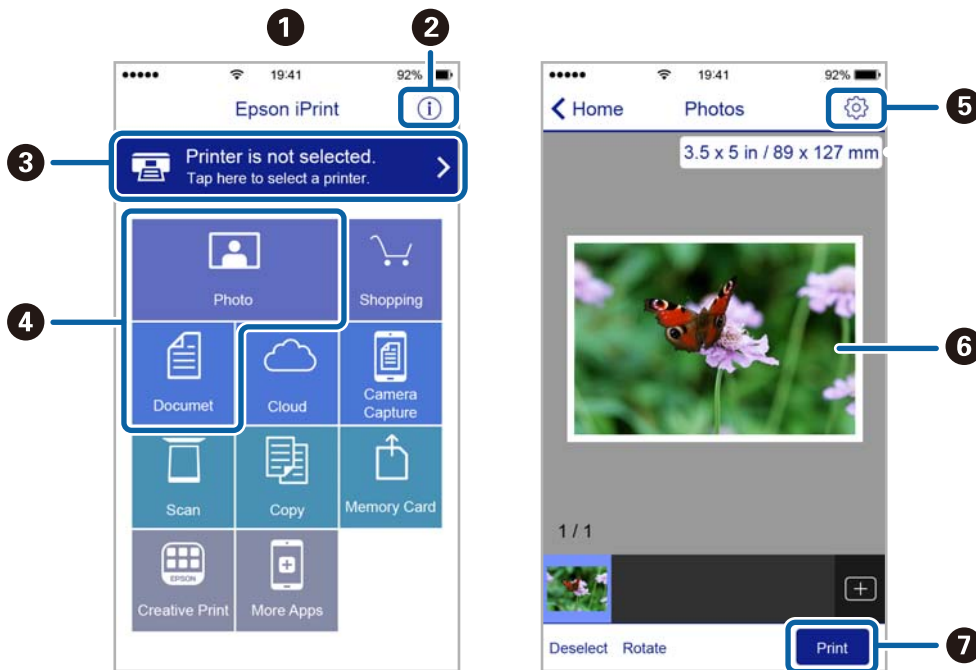 1
2
19:41
92%
Epson iPrint
3
Printer is not selected.
Tap here to select a printer.
4
Photo
Shopping
Documet
Cloud
Camera
Capture
Scan
Copy
Memory Card
EPSON
Creative Print
More Apps
19:41
92%
Home
Photos
5
3.5 x 5 in / 89 x 127 mm
6
1 / 1
Deselect
Rotate
Print
7